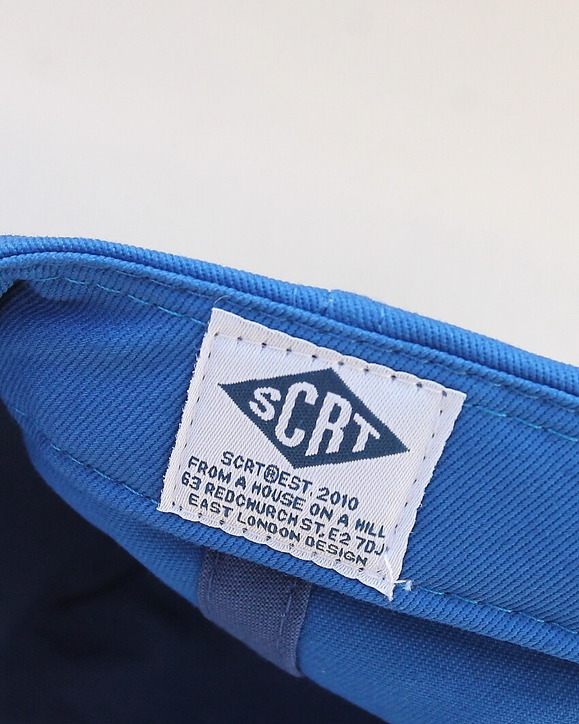 SCRT
SCRT®EST. 2010
FROM A HOUSE ON A HILL
63 REDCHURCH ST, E2 7DJ
EAST LONDON DESIGN